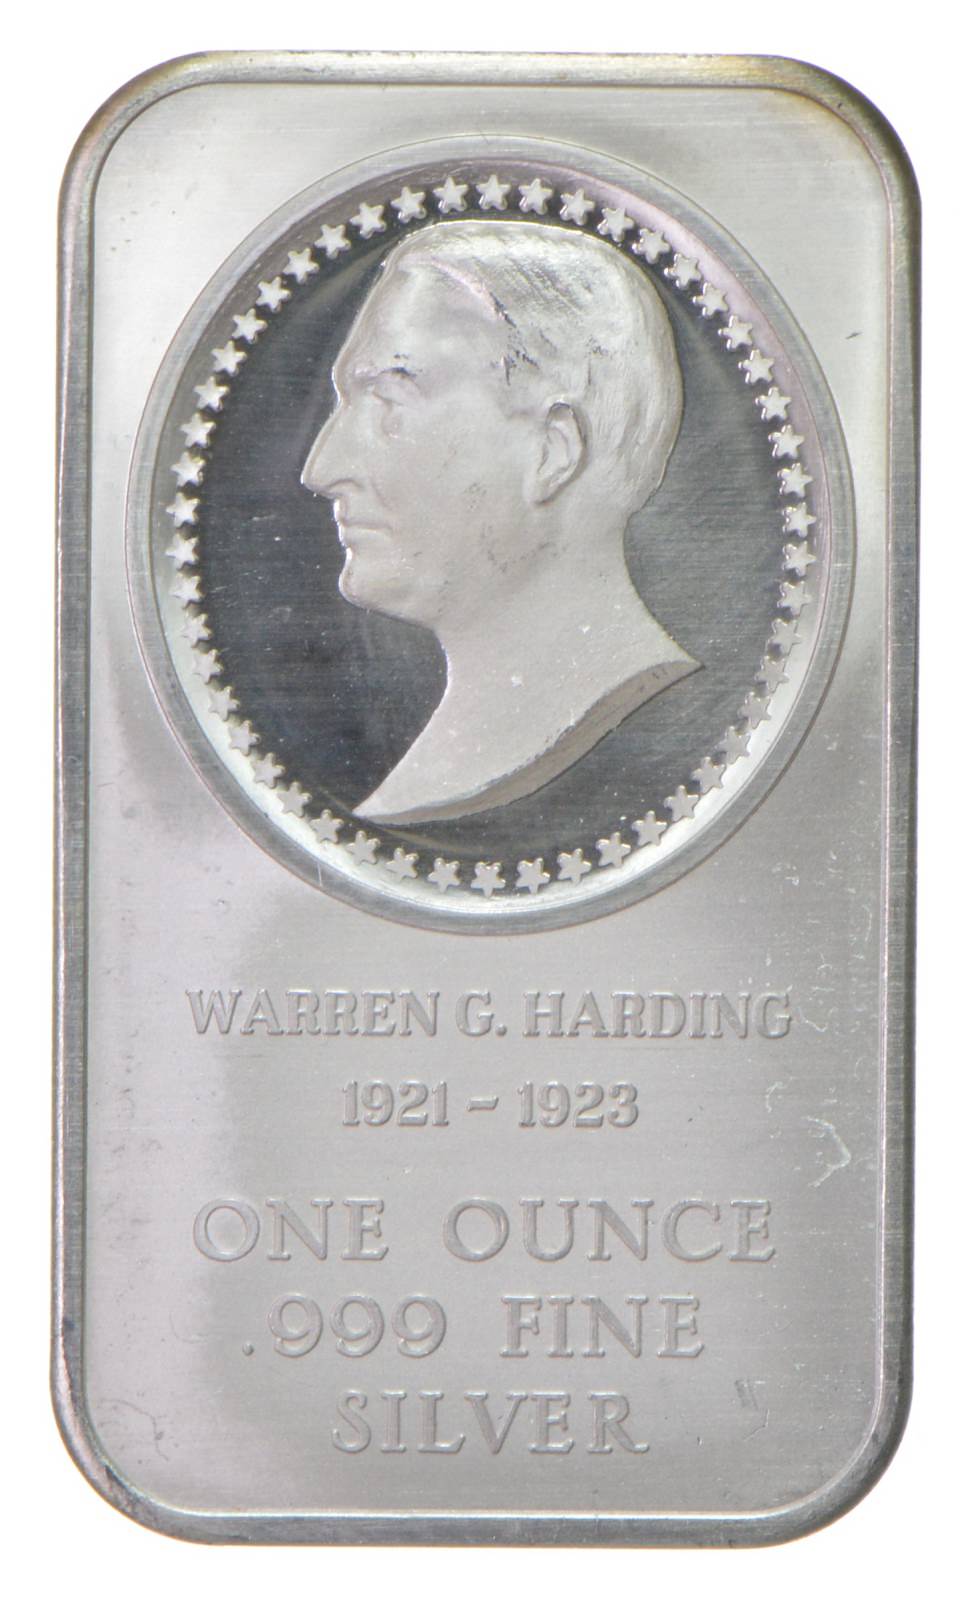 WARREN G. HARDING
1921 - 1923
ONE OUNCE
.999 FINE
SILVER